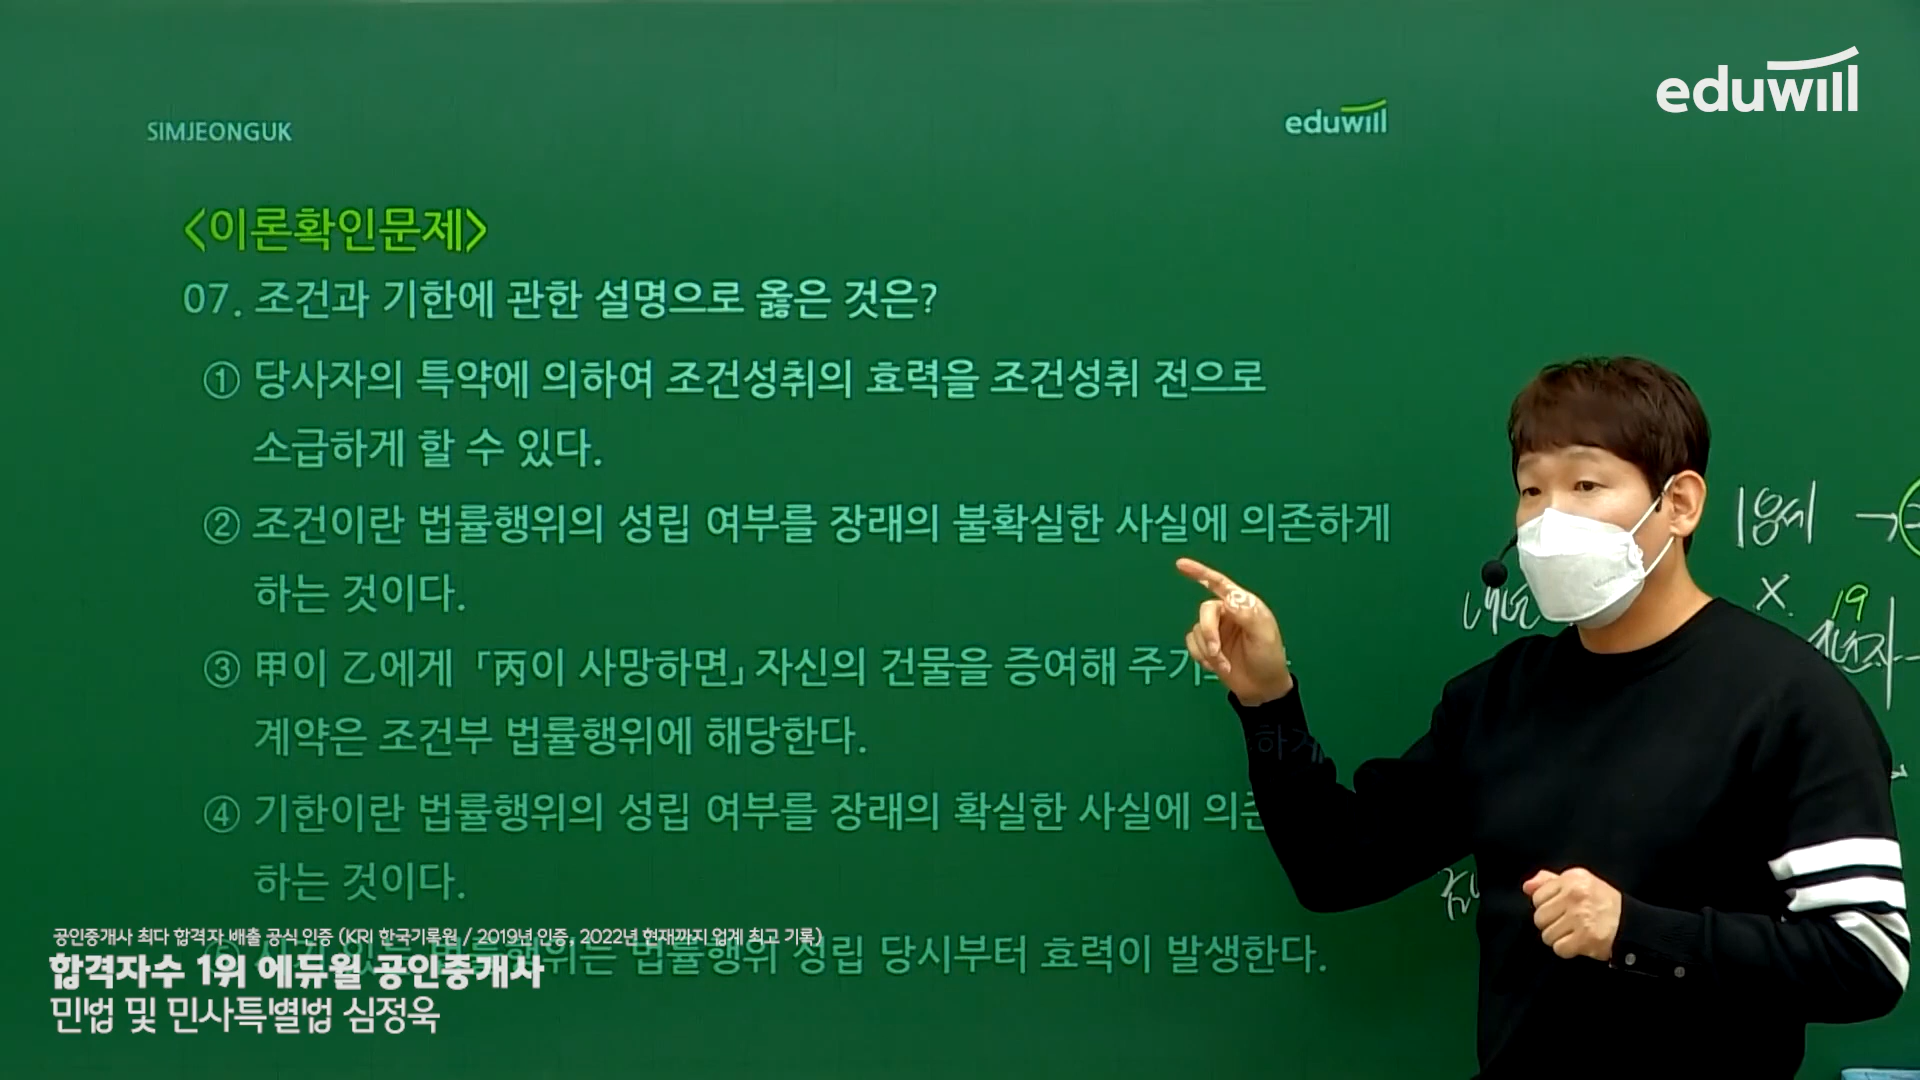 eduwill
SIMJEONGUK
eduwill
<이론확인문제>
07. 조건과 기한에 관한 설명으로 옳은 것은?
① 당사자의 특약에 의하여 조건성취의 효력을 조건성취 전으로
소급하게 할 수 있다.
② 조건이란 법률행위의 성립 여부를 장래의 불확실한 사실에 의존하게
하는 것이다.
③ 甲이 乙에게 「丙이 사망하면」 자신의 건물을 증여해 주기
계약은 조건부 법률행위에 해당한다.
④ 기한이란 법률행위의 성립 여부를 장래의 확실한 사실에 의존
하게
하는 것이다.
법률행위 성립 당시부터 효력이 발생한다.
공인중개사 최다 합격자 배출 공식 인증 (KRI 한국기록원 / 2019년 인증, 2022년 현재까지 업계 최고 기록)
합격자수 1위 에듀윌 공인중개사
민법 및 민사특별법 심정욱
내년
X
19